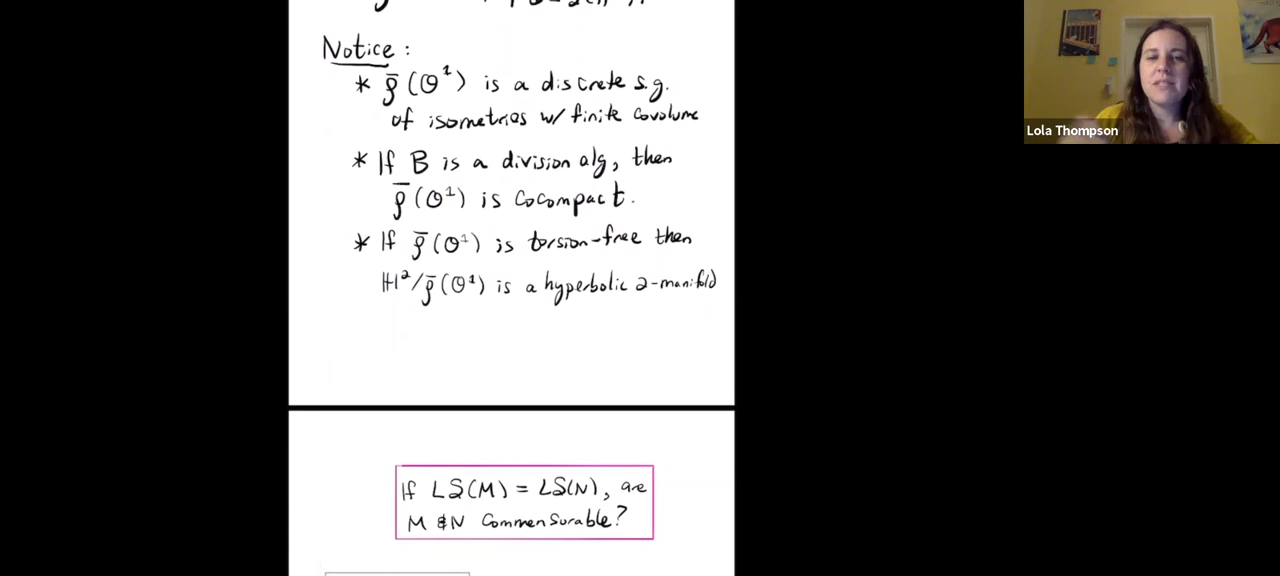 Notice :
* ρ̄(O¹) is a discrete s.g.
of isometries w/ finite covolume
* If B is a division alg, then
ρ̄(O¹) is cocompact.
* If ρ̄(O¹) is torsion-free then
H²/ρ̄(O¹) is a hyperbolic 2-manifold
If LS(M) = LS(N), are
M & N Commensurable?
Lola Thompson